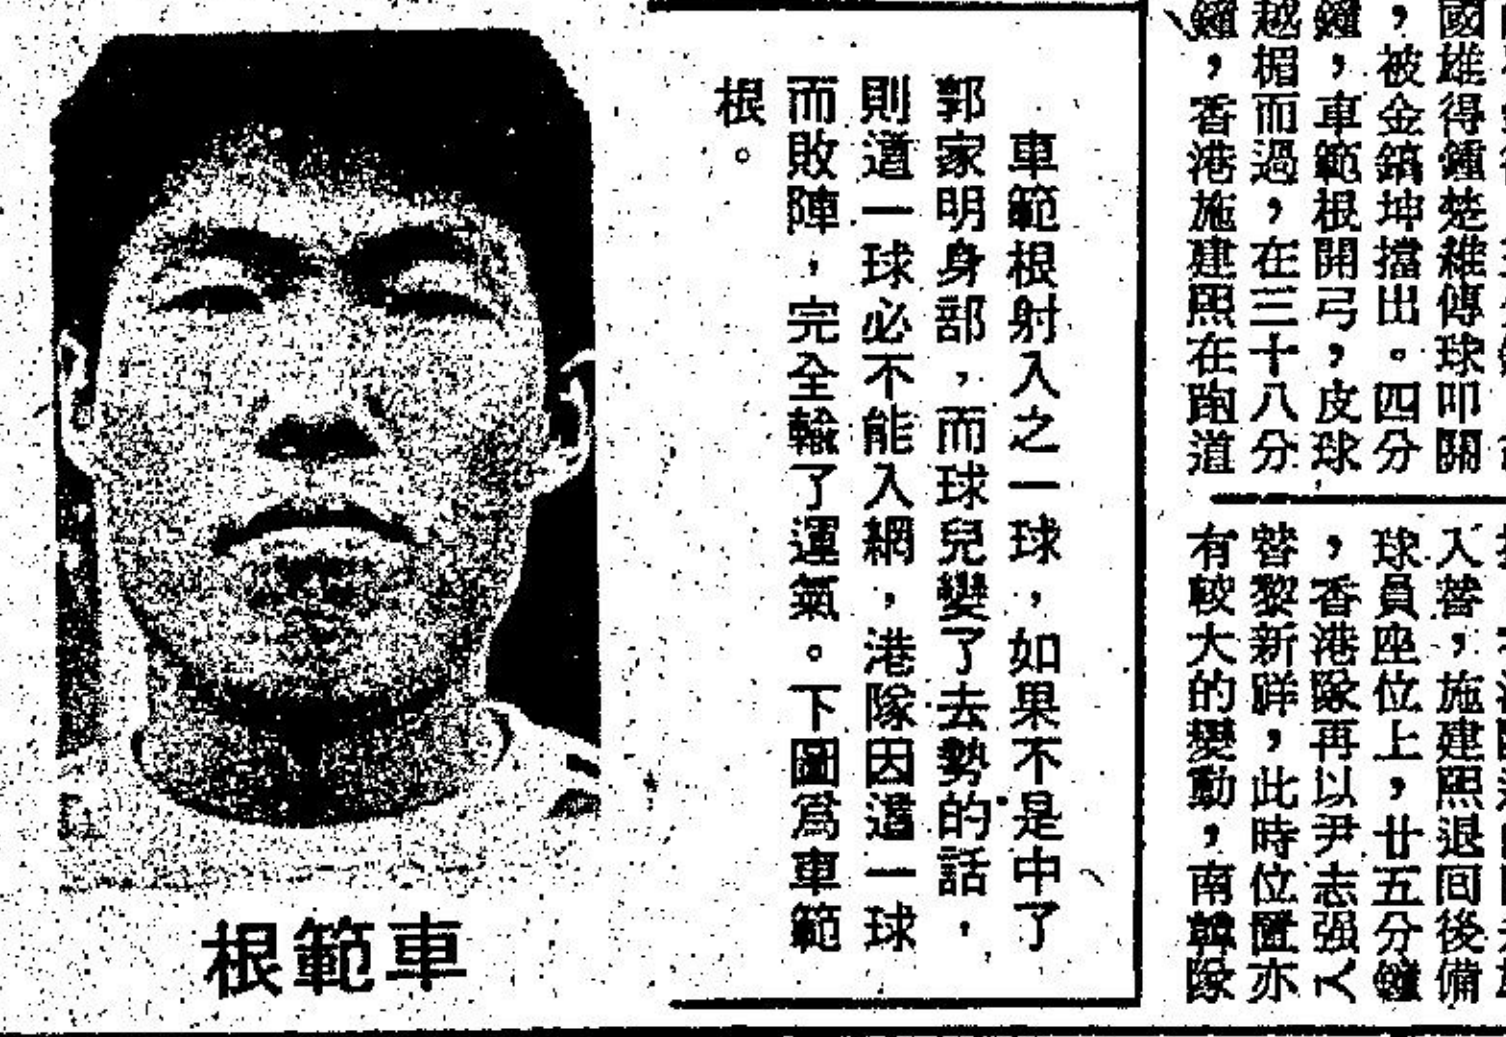 國雄得鍾楚維傳球叩關
，被金鎬坤擋出。四分
鐘，車範根開弓，皮球
越楣而過，在三十八分
鐘，香港施建熙在跑道
入替，施建熙退回後備
球員座位上，廿五分鐘
，香港隊再以尹志强入
替黎新祥，此時位置亦
有較大的變動，南韓隊
車範根射入之一球，如果不是中了
郭家明身部，而球兒變了去勢的話，
則這一球必不能入網，港隊因這一球
而敗陣，完全輸了運氣。下圖爲車範
根。
車範根